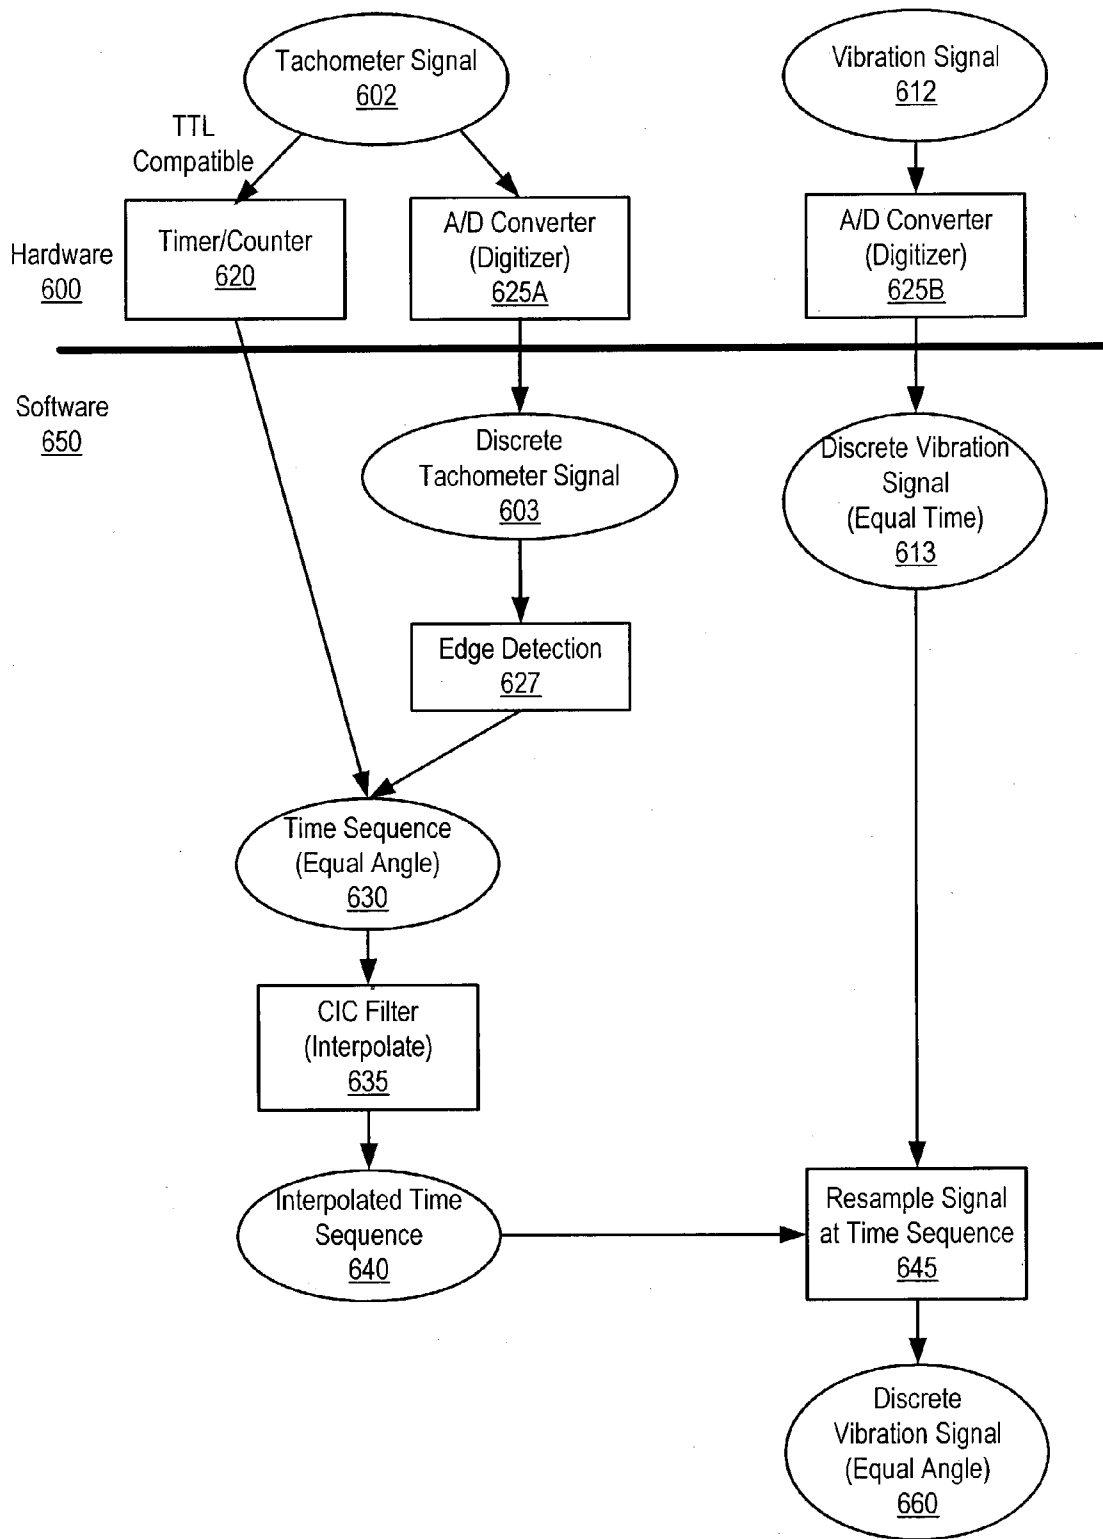 Tachometer Signal
602
Vibration Signal
612
TTL
Compatible
Hardware
600
Timer/Counter
620
A/D Converter
(Digitizer)
625A
A/D Converter
(Digitizer)
625B
Software
650
Discrete
Tachometer Signal
603
Discrete Vibration
Signal
(Equal Time)
613
Edge Detection
627
Time Sequence
(Equal Angle)
630
CIC Filter
(Interpolate)
635
Interpolated Time
Sequence
640
Resample Signal
at Time Sequence
645
Discrete
Vibration Signal
(Equal Angle)
660